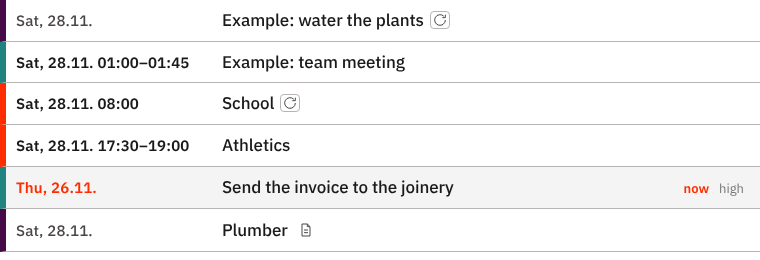 Sat, 28.11. Example: water the plants
Sat, 28.11. 01:00–01:45 Example: team meeting
Sat, 28.11. 08:00 School
Sat, 28.11. 17:30–19:00 Athletics
Thu, 26.11. Send the invoice to the joinery now high
Sat, 28.11. Plumber